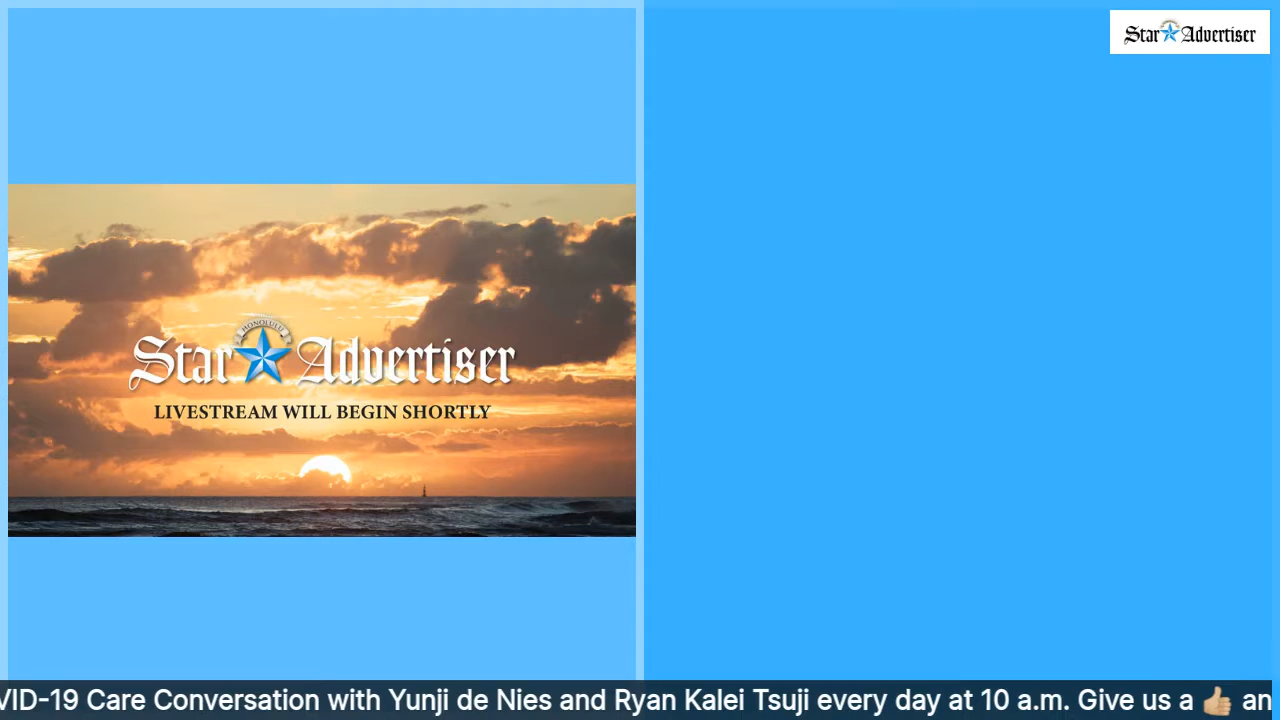 Star Advertiser
HONOLULU
Star Advertiser
LIVESTREAM WILL BEGIN SHORTLY
VID-19 Care Conversation with Yunji de Nies and Ryan Kalei Tsuji every day at 10 a.m. Give us a 👍🏼 an